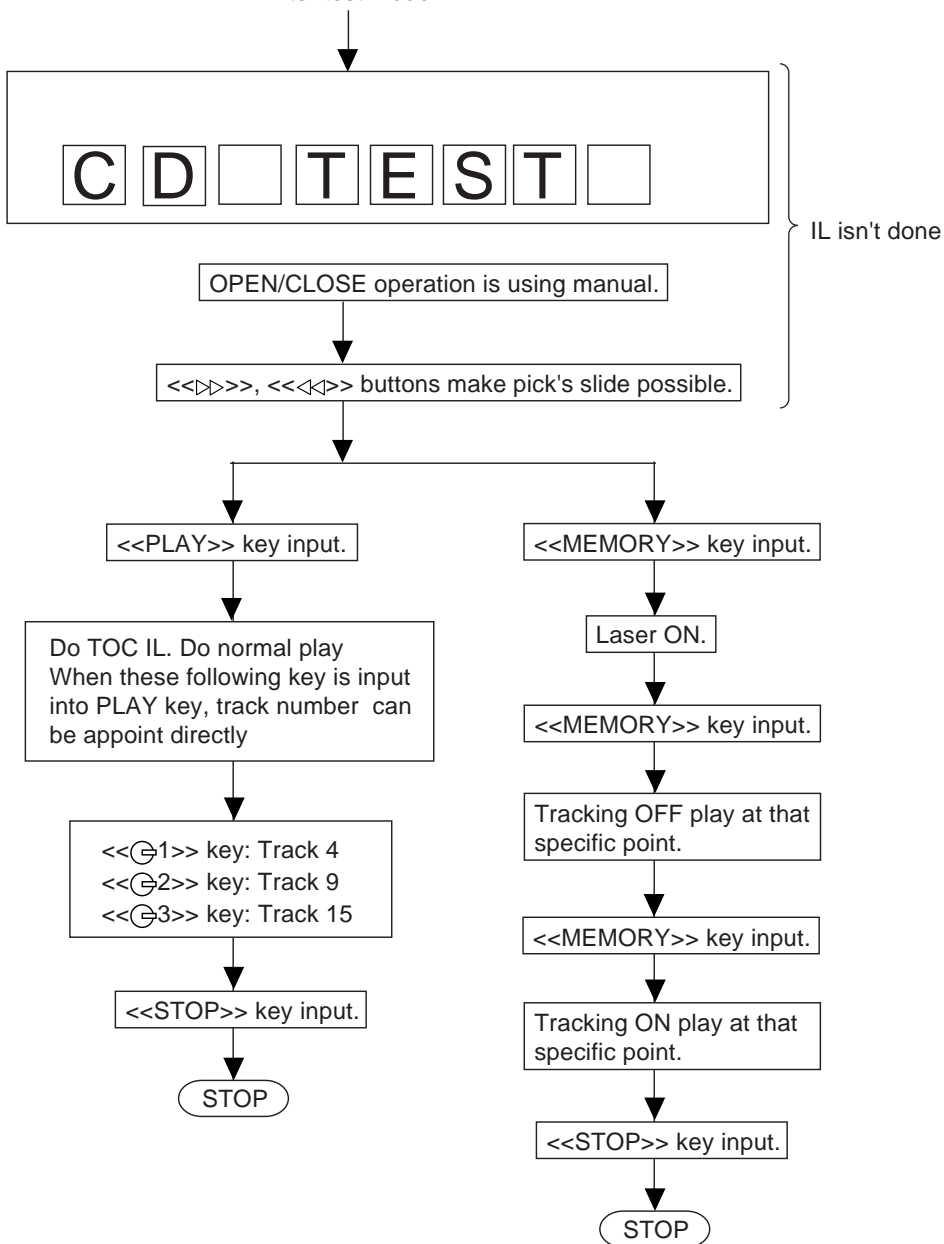 C D T E S T
IL isn't done
OPEN/CLOSE operation is using manual.
<<▷▷>>, <<◁◁>> buttons make pick's slide possible.
<<PLAY>> key input.
Do TOC IL. Do normal play
When these following key is input
into PLAY key, track number can
be appoint directly
<<1>> key: Track 4
<<2>> key: Track 9
<<3>> key: Track 15
<<STOP>> key input.
STOP
<<MEMORY>> key input.
Laser ON.
<<MEMORY>> key input.
Tracking OFF play at that
specific point.
<<MEMORY>> key input.
Tracking ON play at that
specific point.
<<STOP>> key input.
STOP